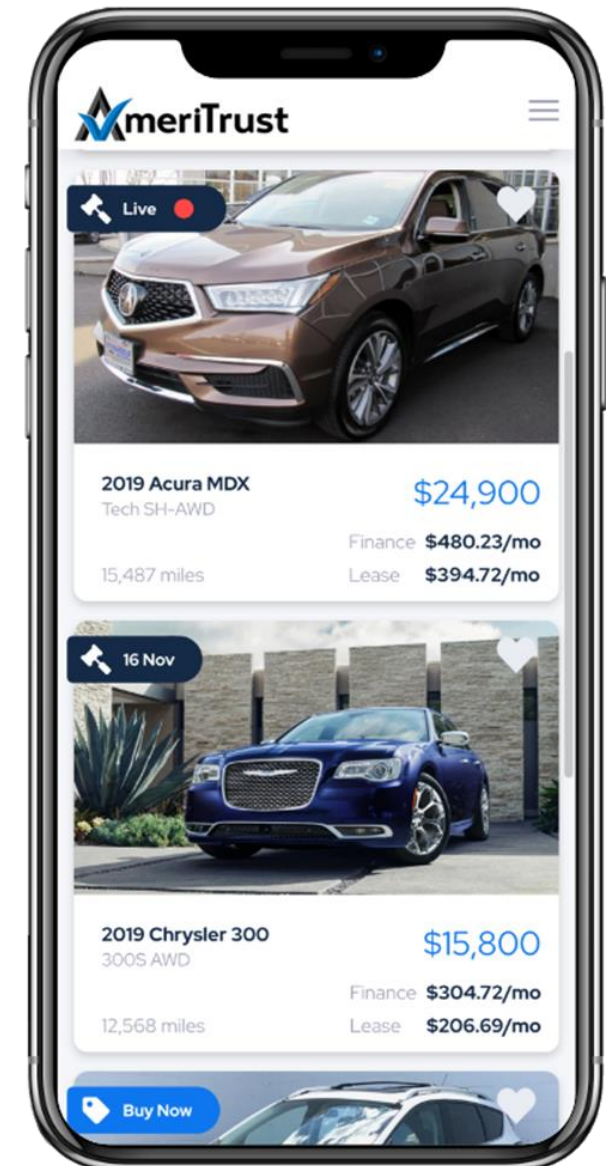 AmeriTrust
Live
2019 Acura MDX
$24,900
Tech SH-AWD
Finance $480.23/mo
15,487 miles
Lease $394.72/mo
16 Nov
2019 Chrysler 300
$15,800
300S AWD
Finance $304.72/mo
12,568 miles
Lease $206.69/mo
Buy Now